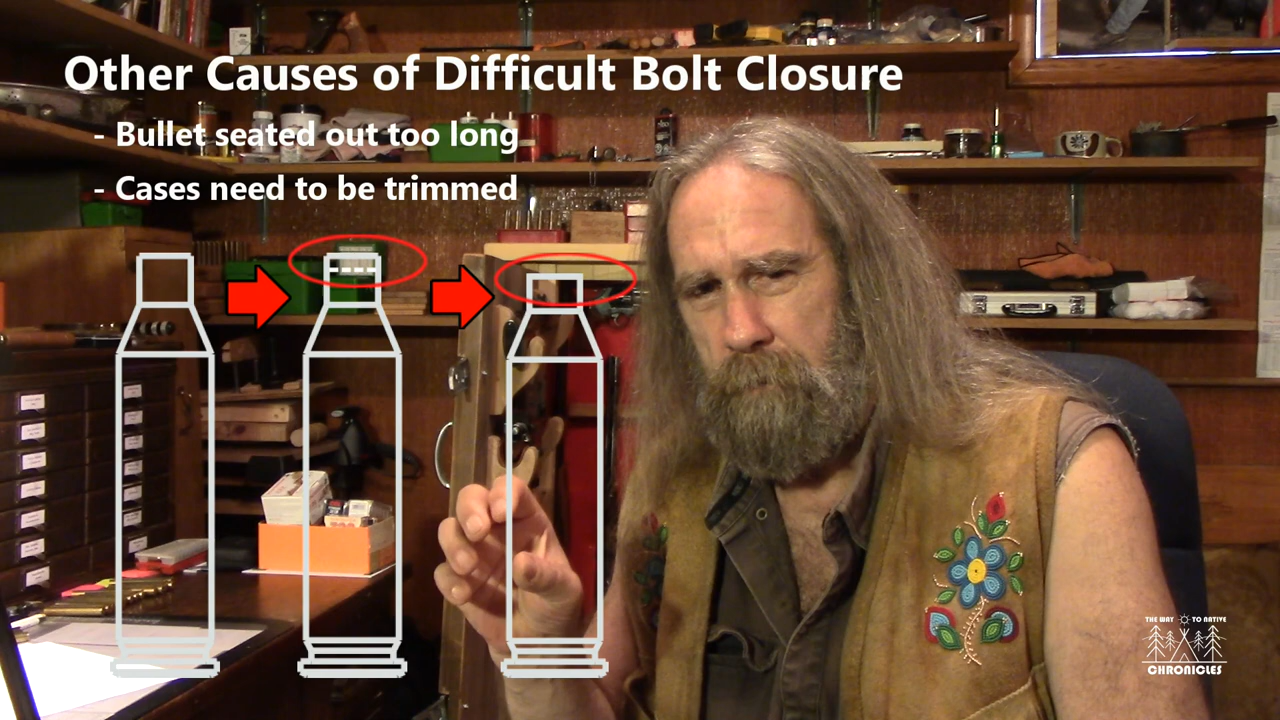 Other Causes of Difficult Bolt Closure
- Bullet seated out too long
- Cases need to be trimmed
THE WAY TO NATIVE
CHRONICLES